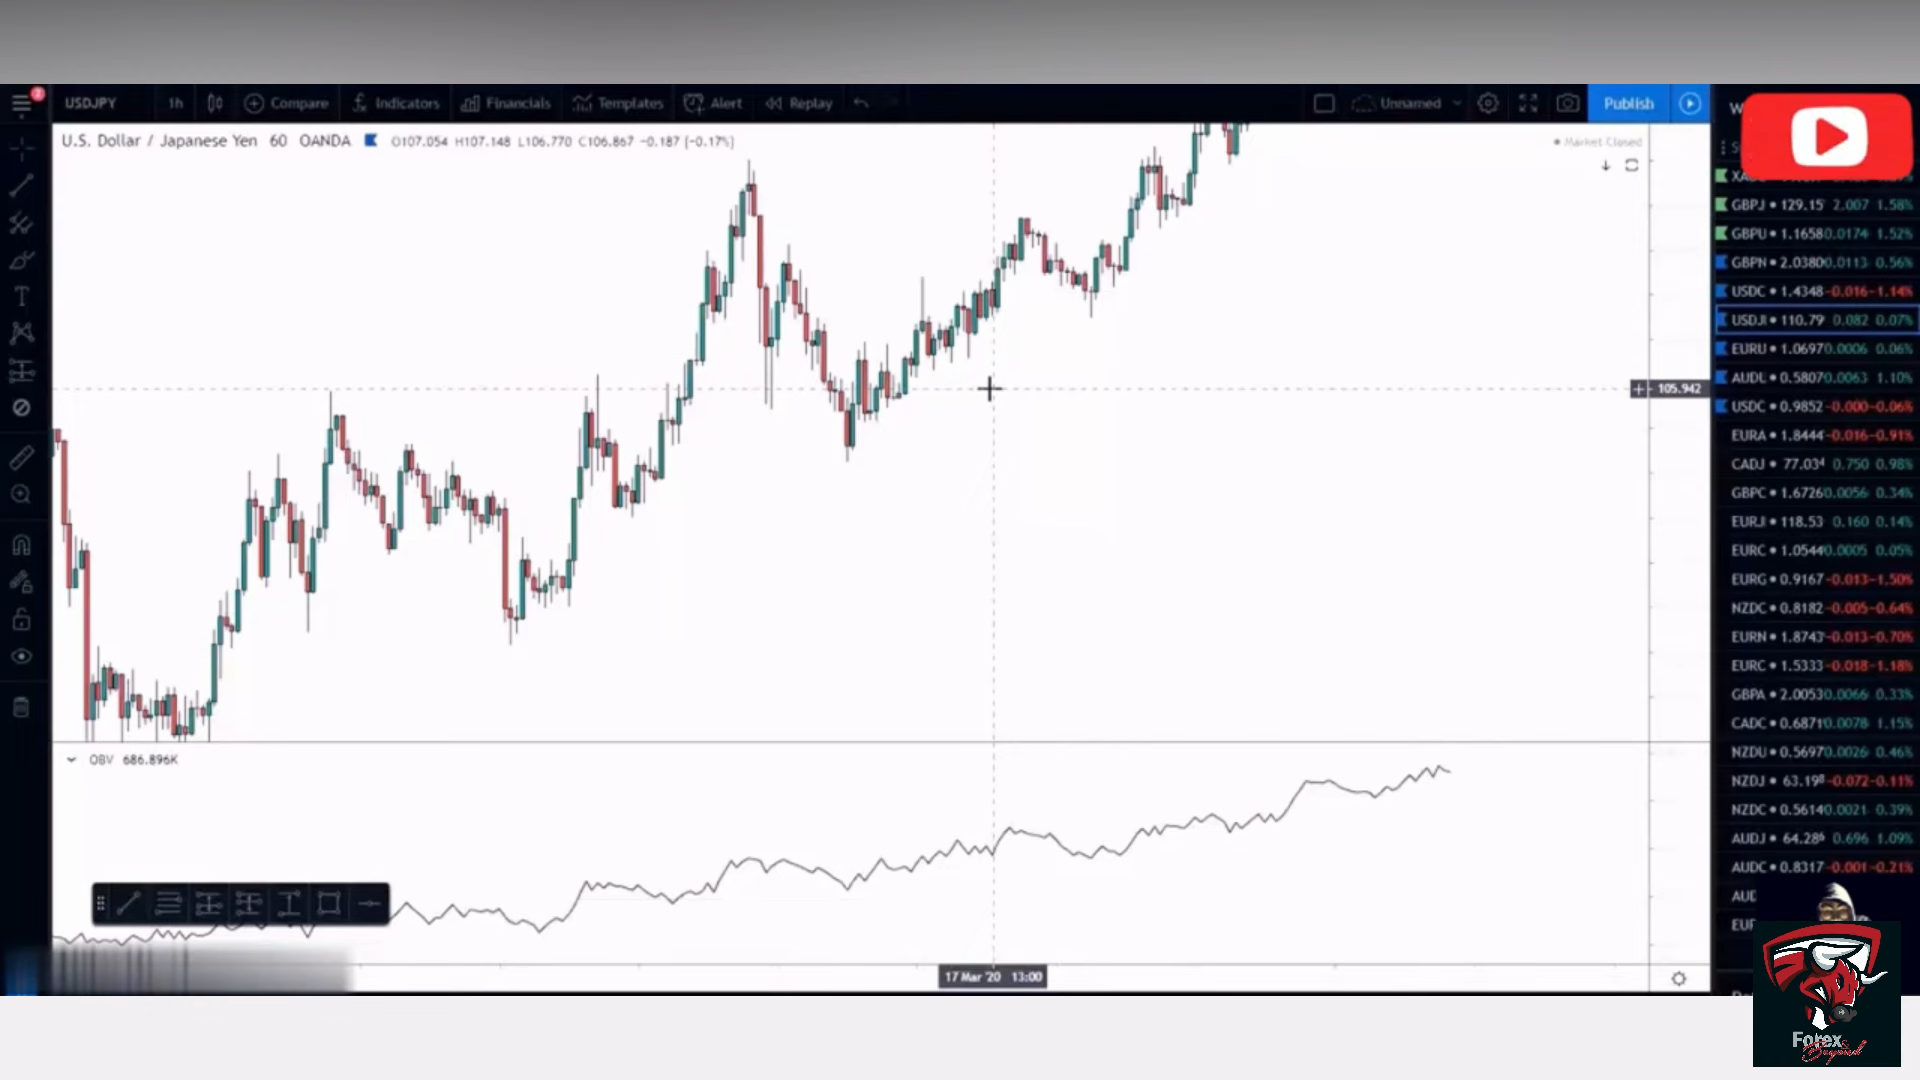 USDJPY 1h Compare Indicators Financials Templates Alert Replay Unnamed Publish
U.S. Dollar / Japanese Yen 60 OANDA O107.054 H107.148 L106.770 C106.867 -0.187 (-0.17%)
Market Closed
GBPJ 129.15 2.007 1.58%
GBPU 1.1658 0.0174 1.52%
GBPN 2.0380 0.0113 0.56%
USDC 1.4348 -0.016 -1.14%
USDJ 110.79 0.082 0.07%
EURU 1.0697 0.0006 0.06%
AUDU 0.5807 0.0063 1.10%
105.942
USDC 0.9852 -0.000 -0.06%
EURA 1.8444 -0.016 -0.91%
CADJ 77.03 0.750 0.98%
GBPC 1.6726 0.0056 0.34%
EURJ 118.53 0.160 0.14%
EURC 1.0544 0.0005 0.05%
EURG 0.9167 -0.013 -1.50%
NZDC 0.8182 -0.005 -0.64%
EURN 1.8743 -0.013 -0.70%
EURC 1.5333 -0.018 -1.18%
GBPA 2.0053 0.0066 0.33%
CADC 0.6871 0.0078 1.15%
NZDU 0.5697 0.0026 0.46%
OBV 686.896K
NZDJ 63.19 -0.072 -0.11%
NZDC 0.5614 0.0021 0.39%
AUDJ 64.28 0.696 1.09%
AUDC 0.8317 -0.001 -0.21%
17 Mar '20 13:00
Forex &
Beyond